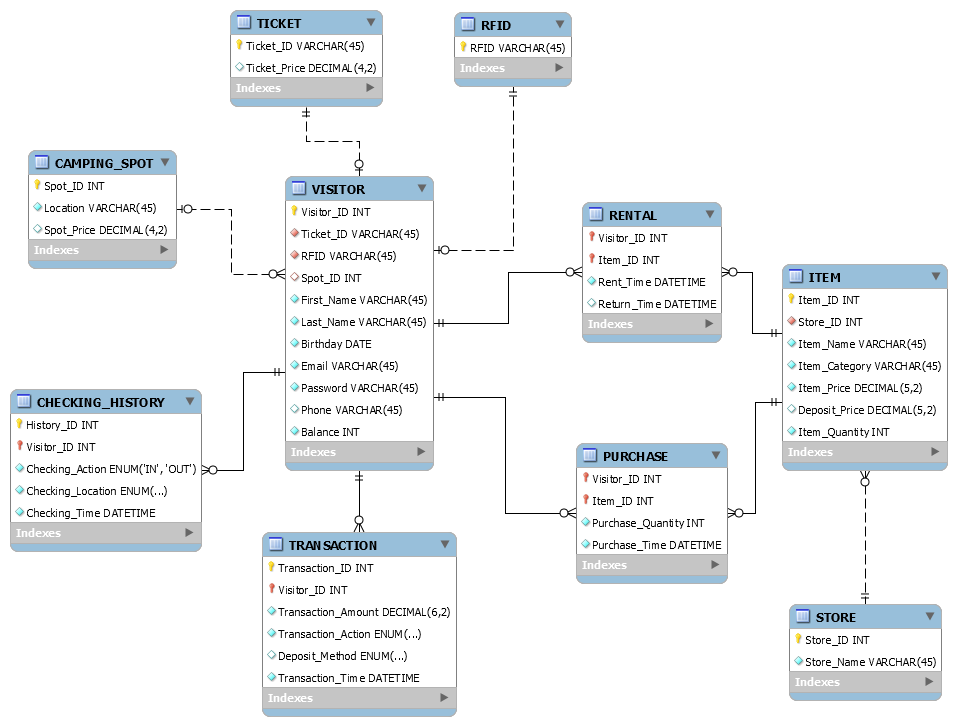 TICKET
Ticket_ID VARCHAR(45)
Ticket_Price DECIMAL(4,2)
Indexes
RFID
RFID VARCHAR(45)
Indexes
CAMPING_SPOT
Spot_ID INT
Location VARCHAR(45)
Spot_Price DECIMAL(4,2)
Indexes
VISITOR
Visitor_ID INT
Ticket_ID VARCHAR(45)
RFID VARCHAR(45)
Spot_ID INT
First_Name VARCHAR(45)
Last_Name VARCHAR(45)
Birthday DATE
Email VARCHAR(45)
Password VARCHAR(45)
Phone VARCHAR(45)
Balance INT
Indexes
RENTAL
Visitor_ID INT
Item_ID INT
Rent_Time DATETIME
Return_Time DATETIME
Indexes
ITEM
Item_ID INT
Store_ID INT
Item_Name VARCHAR(45)
Item_Category VARCHAR(45)
Item_Price DECIMAL(5,2)
Deposit_Price DECIMAL(5,2)
Item_Quantity INT
Indexes
CHECKING_HISTORY
History_ID INT
Visitor_ID INT
Checking_Action ENUM('IN', 'OUT')
Checking_Location ENUM(...)
Checking_Time DATETIME
Indexes
PURCHASE
Visitor_ID INT
Item_ID INT
Purchase_Quantity INT
Purchase_Time DATETIME
Indexes
TRANSACTION
Transaction_ID INT
Visitor_ID INT
Transaction_Amount DECIMAL(6,2)
Transaction_Action ENUM(...)
Deposit_Method ENUM(...)
Transaction_Time DATETIME
Indexes
STORE
Store_ID INT
Store_Name VARCHAR(45)
Indexes